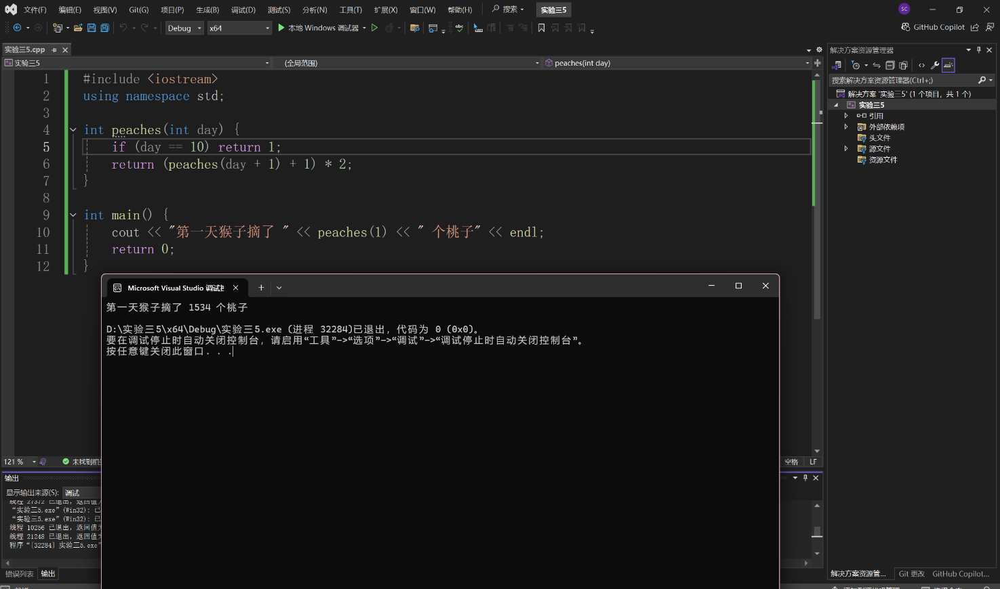 文件(F) 编辑(E) 视图(V) Git(G) 项目(P) 生成(B) 调试(D) 测试(S) 分析(N) 工具(T) 扩展(X) 窗口(W) 帮助(H) 搜索 实验三5 SC
Debug x64 本地 Windows 调试器 GitHub Copilot
实验三5.cpp
实验三5 (全局范围) peaches(int day)
1 #include <iostream>
2 using namespace std;
3
4 int peaches(int day) {
5 if (day == 10) return 1;
6 return (peaches(day + 1) + 1) * 2;
7 }
8
9 int main() {
10 cout << "第一天猴子摘了 " << peaches(1) << " 个桃子" << endl;
11 return 0;
12 }
解决方案资源管理器
搜索解决方案资源管理器(Ctrl+;)
解决方案 '实验三5' (1 个项目，共 1 个)
实验三5
引用
外部依赖项
头文件
源文件
资源文件
Microsoft Visual Studio 调试
第一天猴子摘了 1534 个桃子
D:\实验三5\x64\Debug\实验三5.exe (进程 32284)已退出，代码为 0 (0x0)。
要在调试停止时自动关闭控制台，请启用“工具”->“选项”->“调试”->“调试停止时自动关闭控制台”。
按任意键关闭此窗口. . .
121 % 未找到相
空格 LF
输出
显示输出来源(S): 调试
线程 27372 已退出，返回值
“实验三5.exe”(Win32): 已
“实验三5.exe”(Win32): 已
线程 10256 已退出，返回值
线程 21248 已退出，返回值
程序“[32284] 实验三5.exe”
错误列表 输出
解决方案资源管... Git 更改 GitHub Copilot...